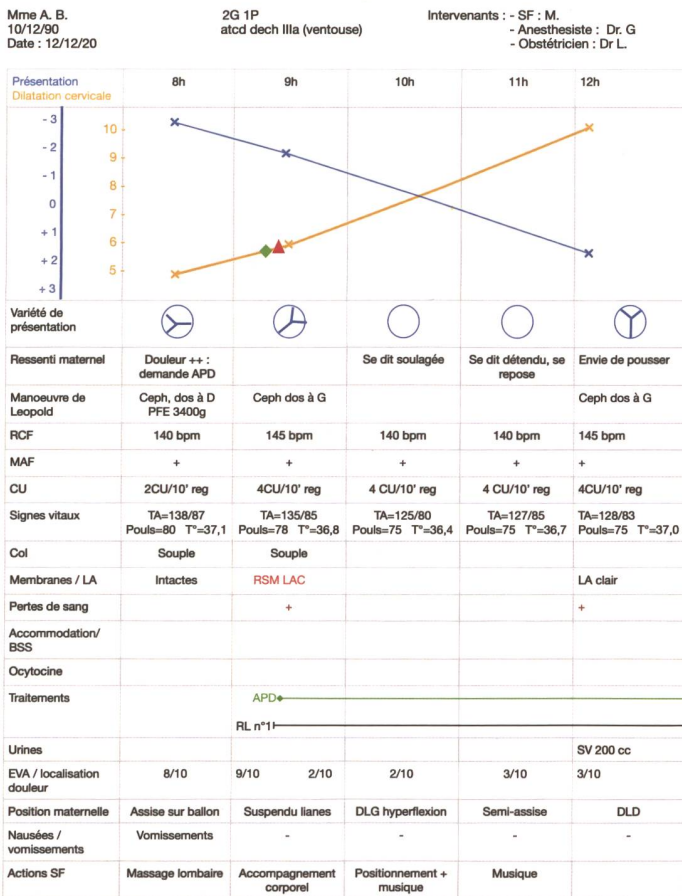 Mme A. B.
10/12/90
Date : 12/12/20
2G 1P
atcd dech IIIa (ventouse)
Intervenants : - SF : M.
- Anesthesiste : Dr. G
- Obstétricien : Dr L.
Présentation
Dilatation cervicale
8h 9h 10h 11h 12h
- 3
- 2
- 1
0
+ 1
+ 2
+ 3
10
9
8
7
6
5
Variété de
présentation
Ressenti maternel
Douleur ++ :
demande APD
Se dit soulagée
Se dit détendu, se
repose
Envie de pousser
Manoeuvre de
Leopold
Ceph, dos à D
PFE 3400g
Ceph dos à G
Ceph dos à G
RCF 140 bpm 145 bpm 140 bpm 140 bpm 145 bpm
MAF + + + + +
CU 2CU/10' reg 4CU/10' reg 4 CU/10' reg 4 CU/10' reg 4CU/10' reg
Signes vitaux
TA=138/87
Pouls=80 T°=37,1
TA=135/85
Pouls=78 T°=36,8
TA=125/80
Pouls=75 T°=36,4
TA=127/85
Pouls=75 T°=36,7
TA=128/83
Pouls=75 T°=37,0
Col Souple Souple
Membranes / LA Intactes RSM LAC LA clair
Pertes de sang + +
Accommodation/
BSS
Ocytocine
Traitements APD
RL n°1
Urines SV 200 cc
EVA / localisation
douleur
8/10 9/10 2/10 2/10 3/10 3/10
Position maternelle Assise sur ballon Suspendu lianes DLG hyperflexion Semi-assise DLD
Nausées /
vomissements
Vomissements - - - -
Actions SF Massage lombaire
Accompagnement
corporel
Positionnement +
musique
Musique